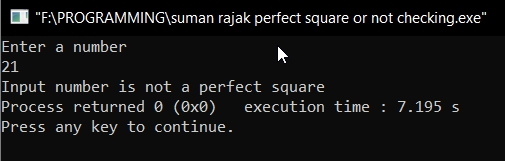 "F:\PROGRAMMING\suman rajak perfect square or not checking.exe"
Enter a number
21
Input number is not a perfect square
Process returned 0 (0x0)   execution time : 7.195 s
Press any key to continue.